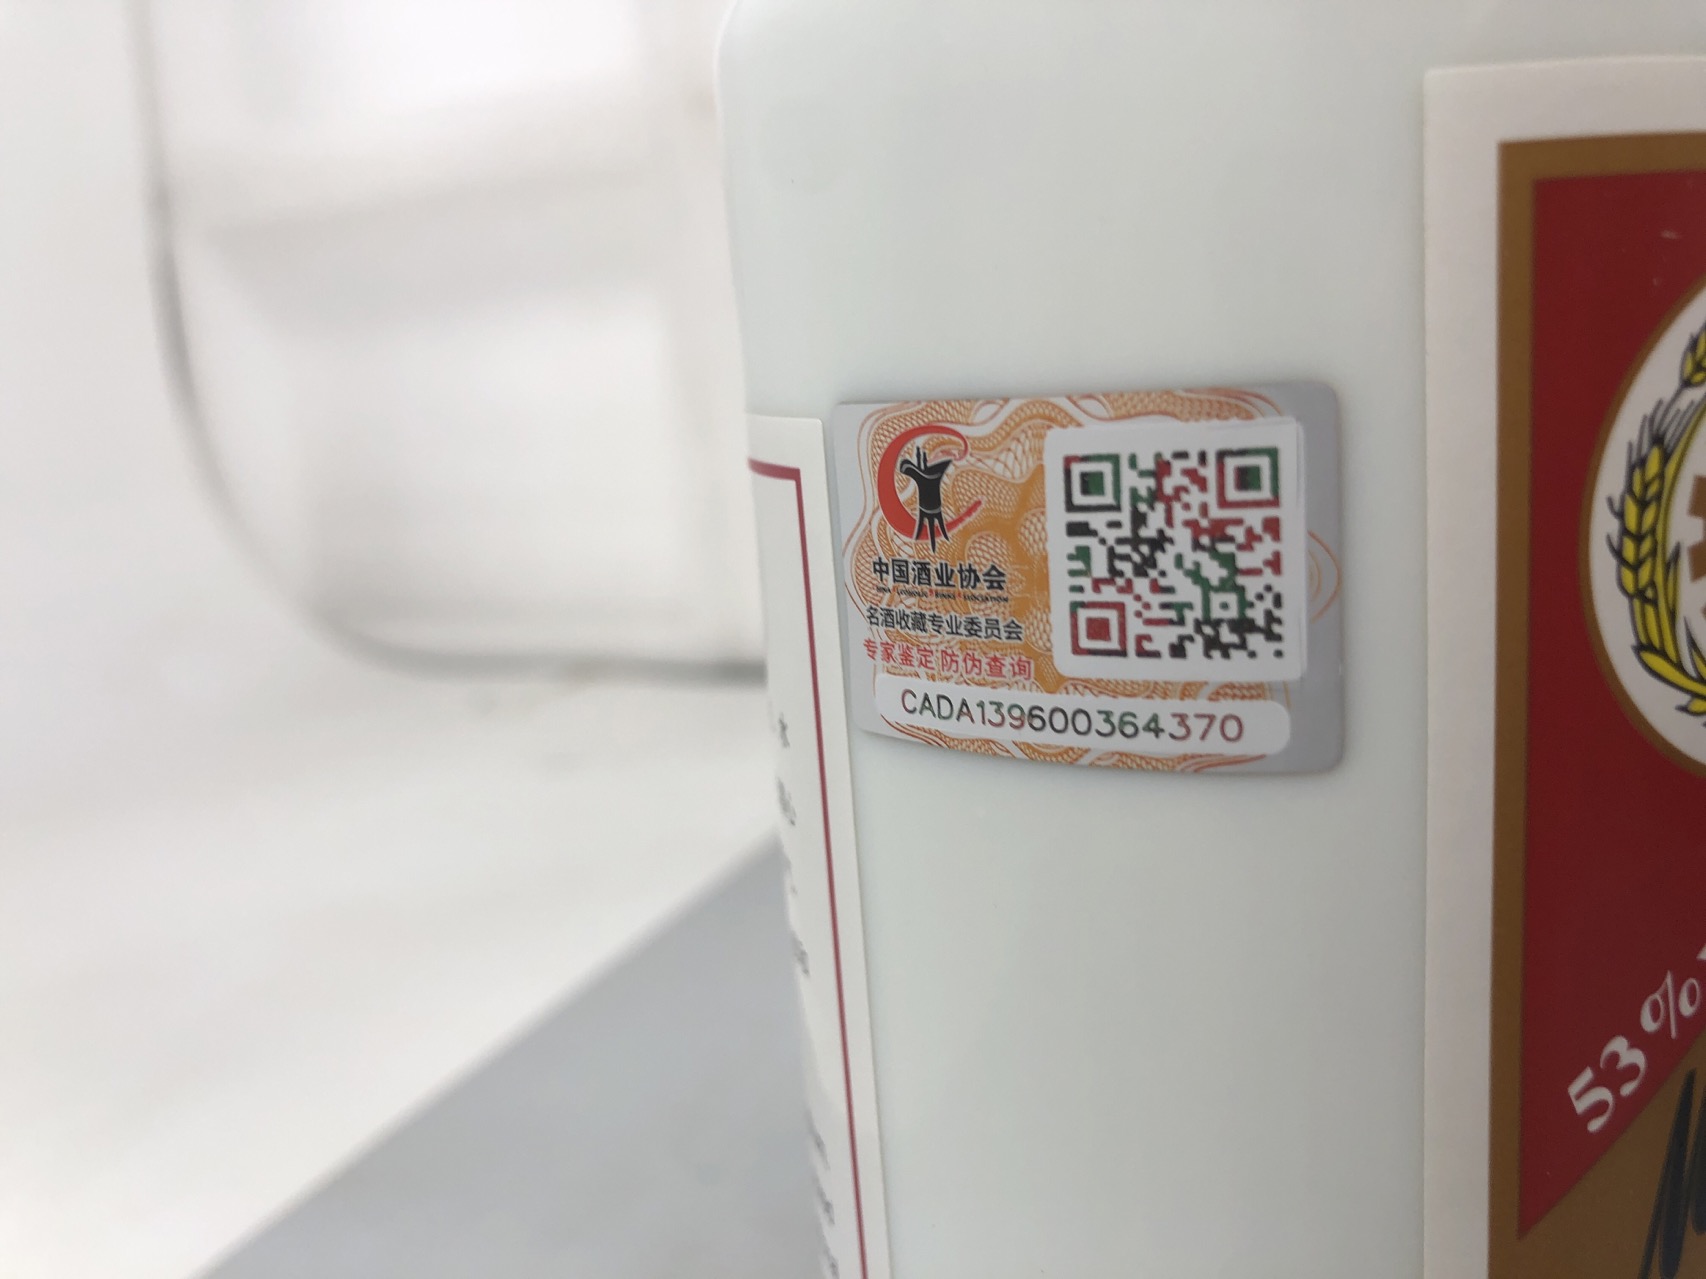 中国酒业协会
名酒收藏专业委员会
专家鉴定 防伪查询
CADA139600364370
53%